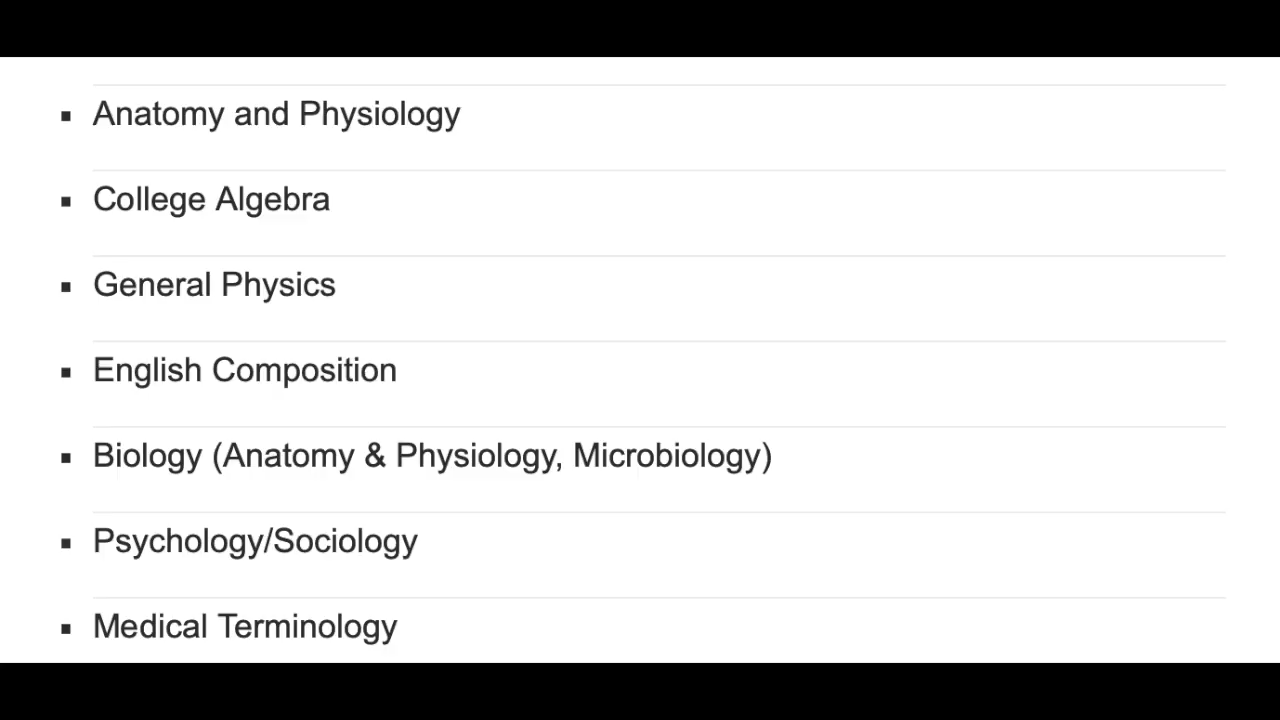 Anatomy and Physiology
College Algebra
General Physics
English Composition
Biology (Anatomy & Physiology, Microbiology)
Psychology/Sociology
Medical Terminology